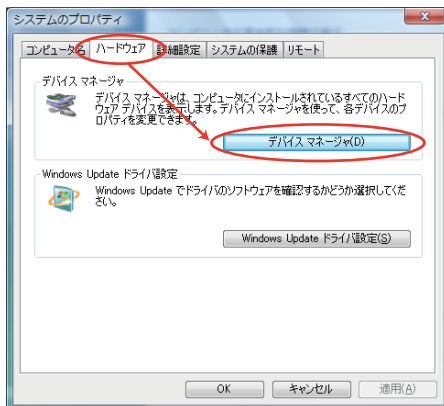 システムのプロパティ
コンピュータ名 ハードウェア 詳細設定 システムの保護 リモート
デバイス マネージャ
デバイス マネージャは、コンピュータにインストールされているすべてのハード
ウェア デバイスを表示します。デバイス マネージャを使って、各デバイスのプ
ロパティを変更できます。
デバイス マネージャ(D)
Windows Update ドライバ設定
Windows Update でドライバのソフトウェアを確認するかどうか選択してくだ
さい。
Windows Update ドライバ設定(S)
OK キャンセル 適用(A)